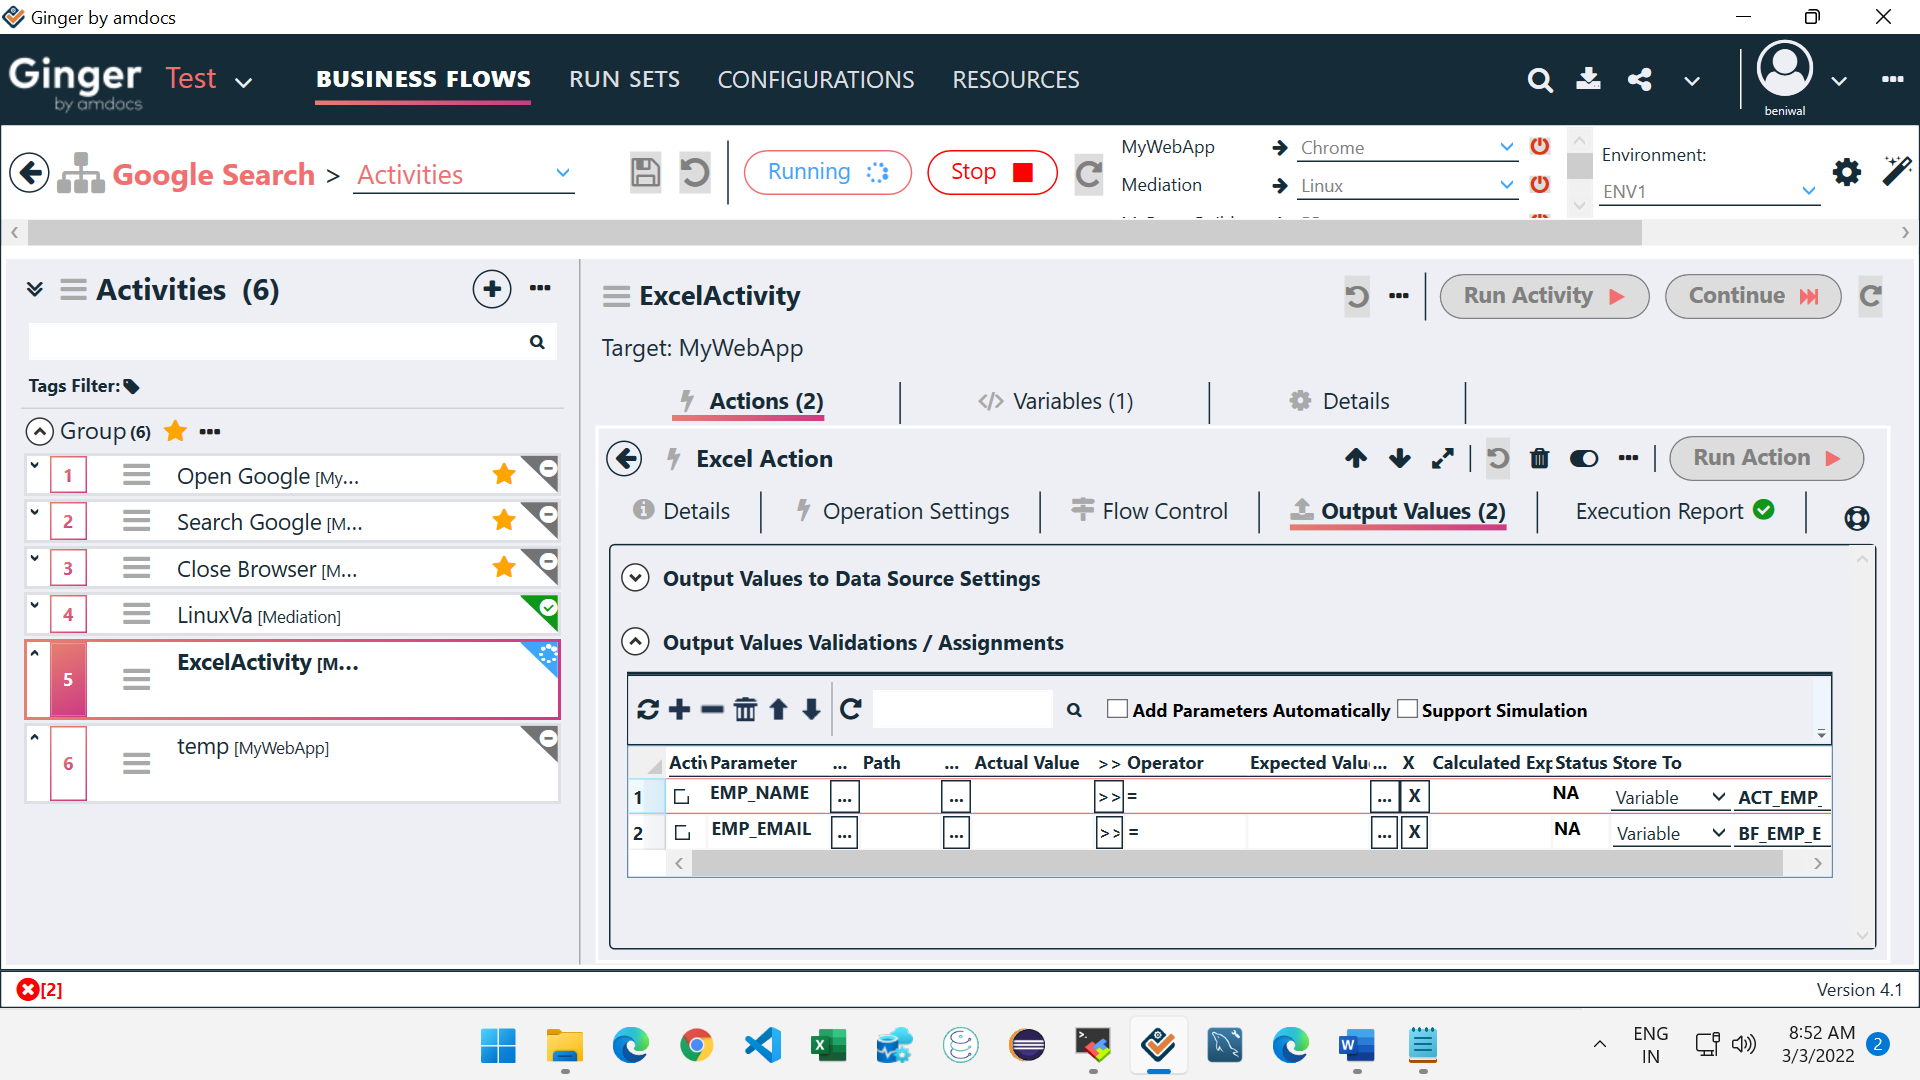 Ginger by amdocs
Ginger by amdocs Test BUSINESS FLOWS RUN SETS CONFIGURATIONS RESOURCES beniwal
Google Search > Activities Running Stop
MyWebApp Chrome
Mediation Linux
Environment:
ENV1
Activities (6)
Tags Filter:
Group (6)
1 Open Google [My...
2 Search Google [M...
3 Close Browser [M...
4 LinuxVa [Mediation]
5 ExcelActivity [M...
6 temp [MyWebApp]
ExcelActivity Run Activity Continue
Target: MyWebApp
Actions (2) </> Variables (1) Details
Excel Action Run Action
Details Operation Settings Flow Control Output Values (2) Execution Report
Output Values to Data Source Settings
Output Values Validations / Assignments
Add Parameters Automatically Support Simulation
Activ Parameter ... Path ... Actual Value >> Operator Expected Valu... X Calculated Exp Status Store To
1 EMP_NAME ... ... >> = ... X NA Variable ACT_EMP_
2 EMP_EMAIL ... ... >> = ... X NA Variable BF_EMP_E
[2] Version 4.1
ENG
IN
8:52 AM
3/3/2022
2